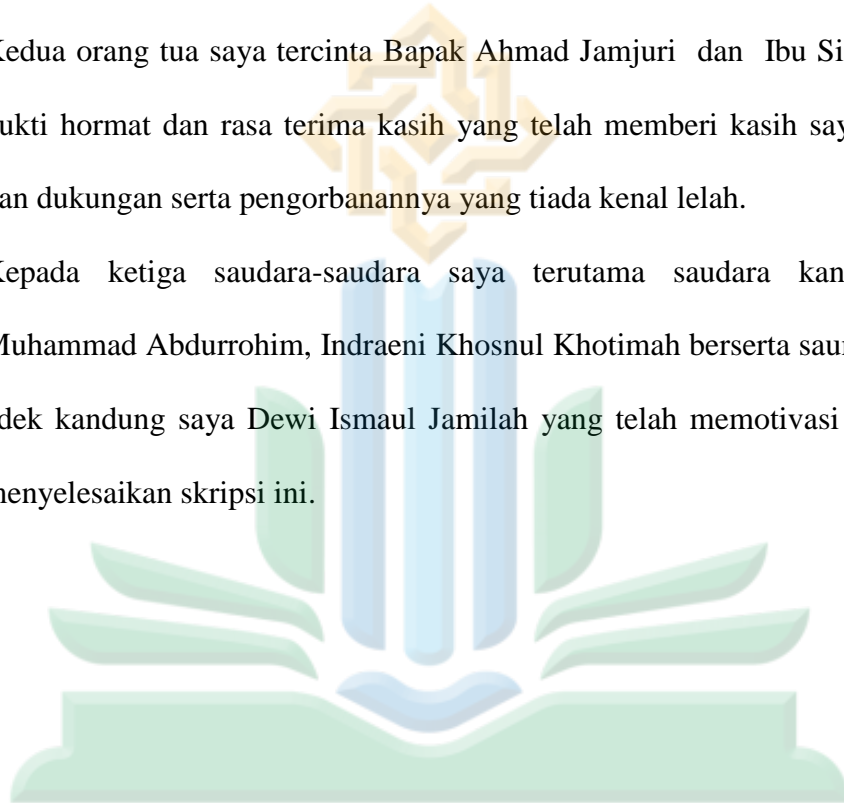 Kedua orang tua saya tercinta Bapak Ahmad Jamjuri dan Ibu Si
ukti hormat dan rasa terima kasih yang telah memberi kasih say
an dukungan serta pengorbanannya yang tiada kenal lelah.
Kepada ketiga saudara-saudara saya terutama saudara kan
Muhammad Abdurrohim, Indraeni Khosnul Khotimah berserta saur
dek kandung saya Dewi Ismaul Jamilah yang telah memotivasi
menyelesaikan skripsi ini.